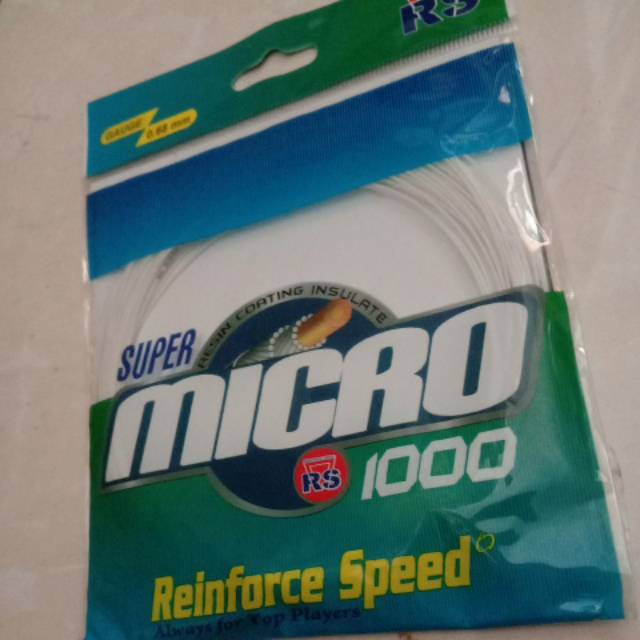 RS
GAUGE: 0.68 mm
RESIN COATING INSULATE
SUPER
MICRO
RS
1000
Reinforce Speed
Always for Top Players